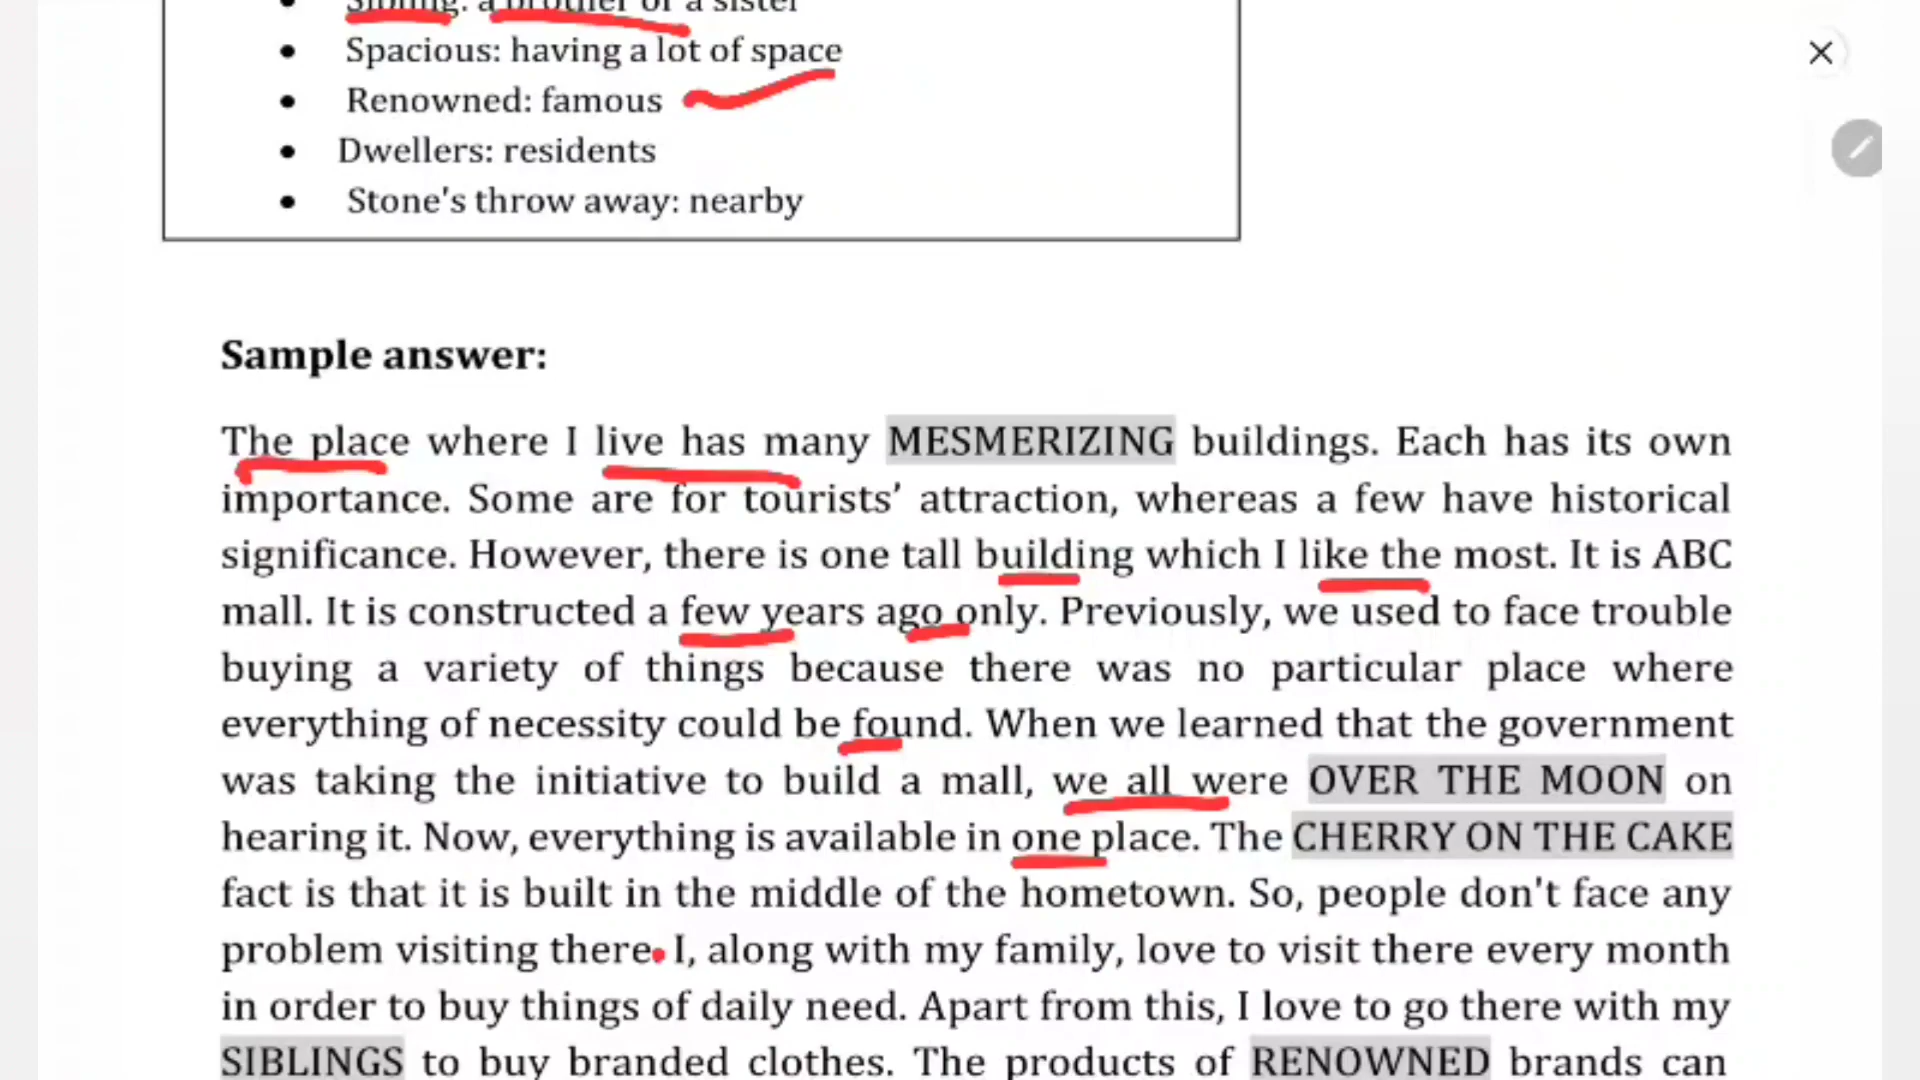 Sibling: a brother or a sister
Spacious: having a lot of space
Renowned: famous
Dwellers: residents
Stone's throw away: nearby
Sample answer:
The place where I live has many MESMERIZING buildings. Each has its own
importance. Some are for tourists’ attraction, whereas a few have historical
significance. However, there is one tall building which I like the most. It is ABC
mall. It is constructed a few years ago only. Previously, we used to face trouble
buying a variety of things because there was no particular place where
everything of necessity could be found. When we learned that the government
was taking the initiative to build a mall, we all were OVER THE MOON on
hearing it. Now, everything is available in one place. The CHERRY ON THE CAKE
fact is that it is built in the middle of the hometown. So, people don't face any
problem visiting there. I, along with my family, love to visit there every month
in order to buy things of daily need. Apart from this, I love to go there with my
SIBLINGS to buy branded clothes. The products of RENOWNED brands can